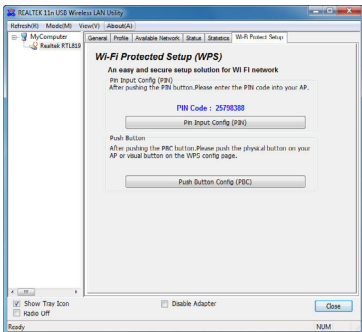 REALTEK 11n USB Wireless LAN Utility
Refresh(R) Mode(M) View(V) About(A)
MyComputer
Realtek RTL819
General Profile Available Network Status Statistics Wi-Fi Protect Setup
Wi-Fi Protected Setup (WPS)
An easy and secure setup solution for WI FI network
Pin Input Config (PIN)
After pushing the PIN button.Please enter the PIN code into your AP.
PIN Code : 25798388
Pin Input Config (PIN)
Push Button
After pushing the PBC button.Please push the physical button on your
AP or visual button on the WPS config page.
Push Button Config (PBC)
Show Tray Icon
Radio Off
Disable Adapter
Close
Ready
NUM